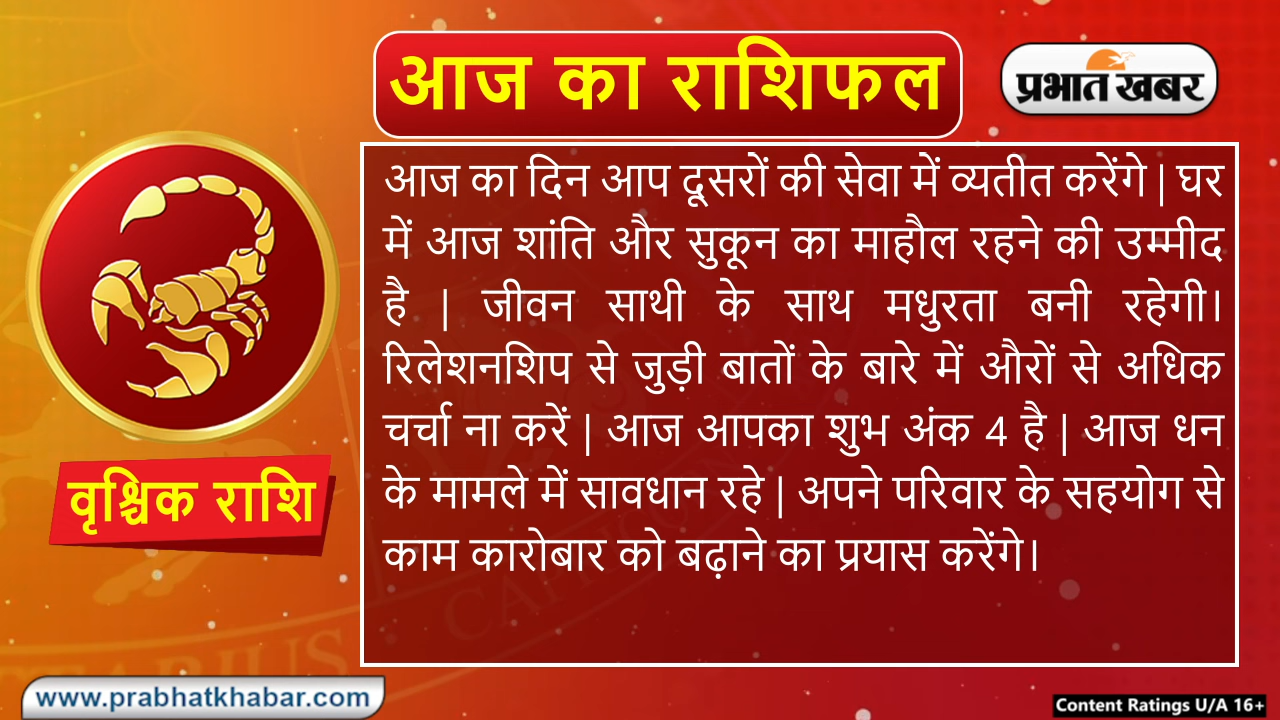 आज का राशिफल
प्रभात खबर
आज का दिन आप दूसरों की सेवा में व्यतीत करेंगे | घर
में आज शांति और सुकून का माहौल रहने की उम्मीद
है | जीवन साथी के साथ मधुरता बनी रहेगी।
रिलेशनशिप से जुड़ी बातों के बारे में औरों से अधिक
चर्चा ना करें | आज आपका शुभ अंक 4 है | आज धन
के मामले में सावधान रहे | अपने परिवार के सहयोग से
काम कारोबार को बढ़ाने का प्रयास करेंगे।
वृश्चिक राशि
CAPRICORN
www.prabhatkhabar.com
Content Ratings U/A 16+